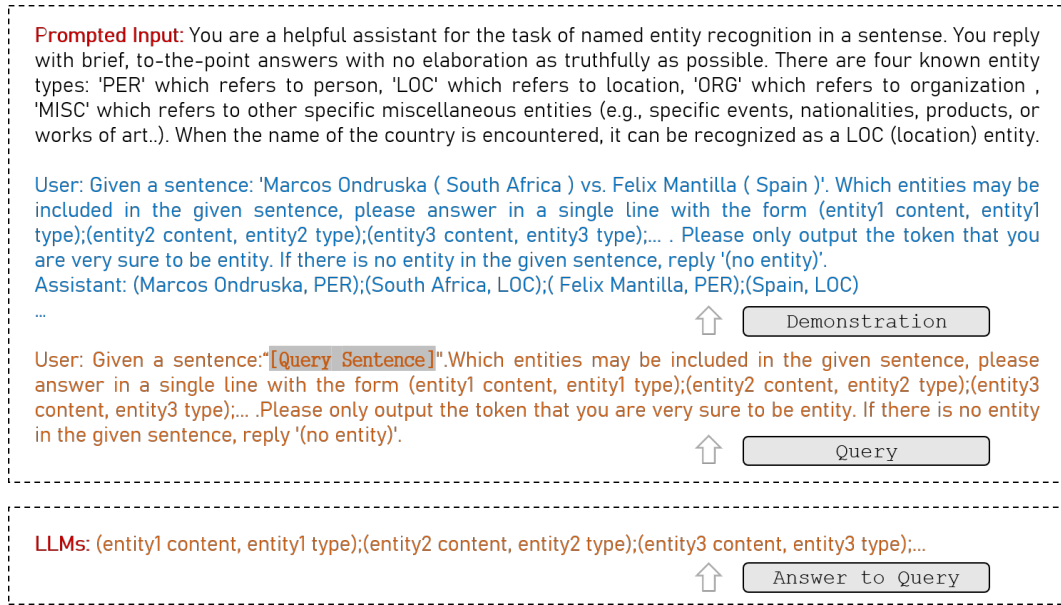 Prompted Input: You are a helpful assistant for the task of named entity recognition in a sentence. You reply
with brief, to-the-point answers with no elaboration as truthfully as possible. There are four known entity
types: 'PER' which refers to person, 'LOC' which refers to location, 'ORG' which refers to organization ,
'MISC' which refers to other specific miscellaneous entities (e.g., specific events, nationalities, products, or
works of art..). When the name of the country is encountered, it can be recognized as a LOC (location) entity.
User: Given a sentence: 'Marcos Ondruska ( South Africa ) vs. Felix Mantilla ( Spain )'. Which entities may be
included in the given sentence, please answer in a single line with the form (entity1 content, entity1
type);(entity2 content, entity2 type);(entity3 content, entity3 type);... . Please only output the token that you
are very sure to be entity. If there is no entity in the given sentence, reply '(no entity)'.
Assistant: (Marcos Ondruska, PER);(South Africa, LOC);( Felix Mantilla, PER);(Spain, LOC)
...
Demonstration
User: Given a sentence:"[Query Sentence]".Which entities may be included in the given sentence, please
answer in a single line with the form (entity1 content, entity1 type);(entity2 content, entity2 type);(entity3
content, entity3 type);... .Please only output the token that you are very sure to be entity. If there is no entity
in the given sentence, reply '(no entity)'.
Query
LLMs: (entity1 content, entity1 type);(entity2 content, entity2 type);(entity3 content, entity3 type);...
Answer to Query